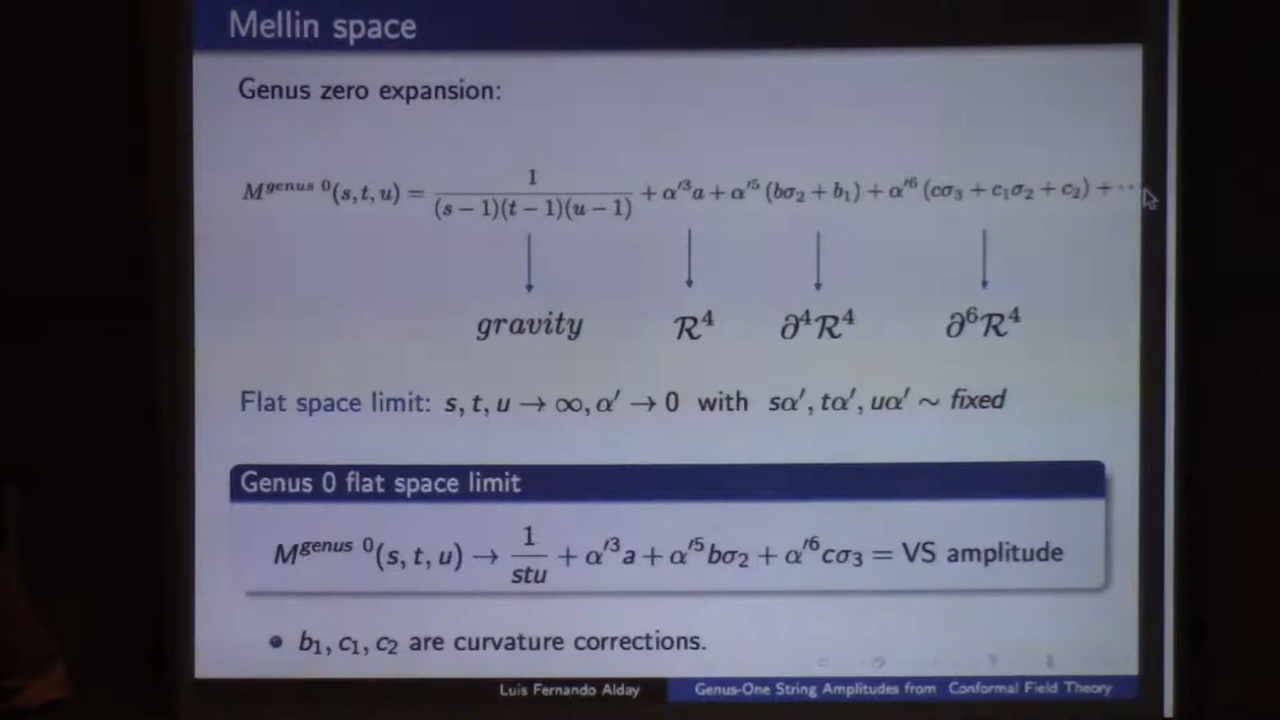 Mellin space
Genus zero expansion:
M^{genus 0}(s, t, u) = \frac{1}{(s − 1)(t − 1)(u − 1)} + α'^3 a + α'^5 (bσ_2 + b_1) + α'^6 (cσ_3 + c_1σ_2 + c_2) + ⋯
gravity R^4 ∂^4R^4 ∂^6R^4
Flat space limit: s, t, u → ∞, α' → 0 with sα', tα', uα' ∼ fixed
Genus 0 flat space limit
M^{genus 0}(s, t, u) → \frac{1}{stu} + α'^3 a + α'^5 bσ_2 + α'^6 cσ_3 = VS amplitude
• b_1, c_1, c_2 are curvature corrections.
Luis Fernando Alday Genus-One String Amplitudes from Conformal Field Theory